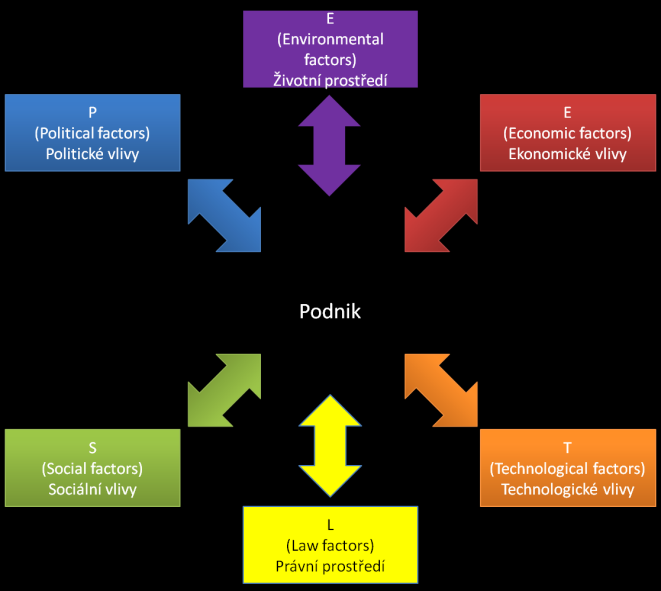 E
(Environmental
factors)
Životní prostředí
P
(Political factors)
Politické vlivy
E
(Economic factors)
Ekonomické vlivy
Podnik
S
(Social factors)
Sociální vlivy
T
(Technological factors)
Technologické vlivy
L
(Law factors)
Právní prostředí